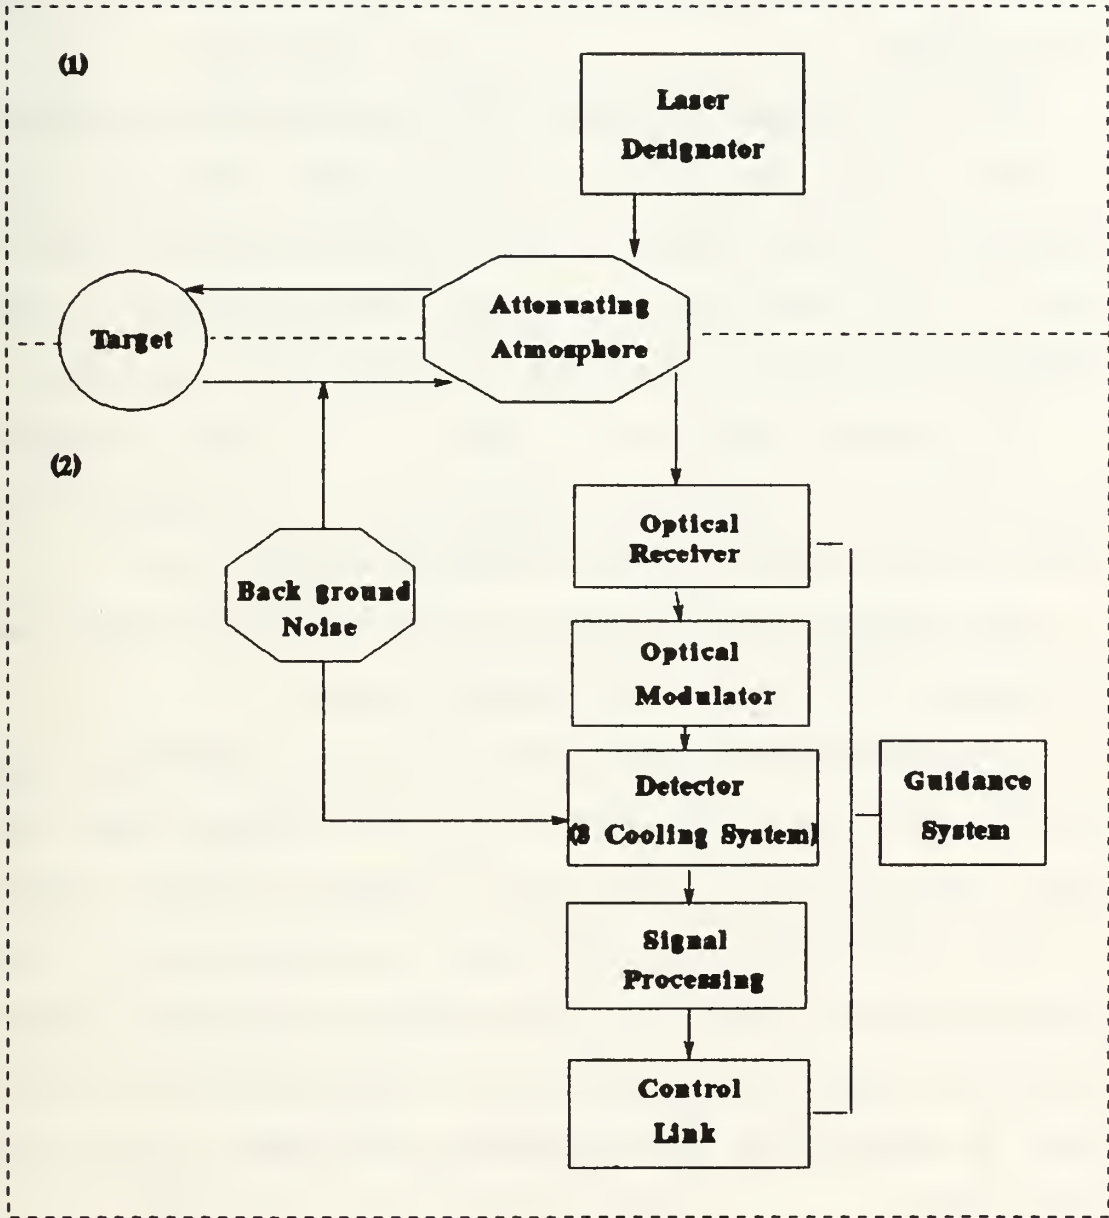 (1)
Laser
Designator
Attenuating
Atmosphere
Target
(2)
Optical
Receiver
Back ground
Noise
Optical
Modulator
Detector
(8 Cooling System)
Guidance
System
Signal
Processing
Control
Link